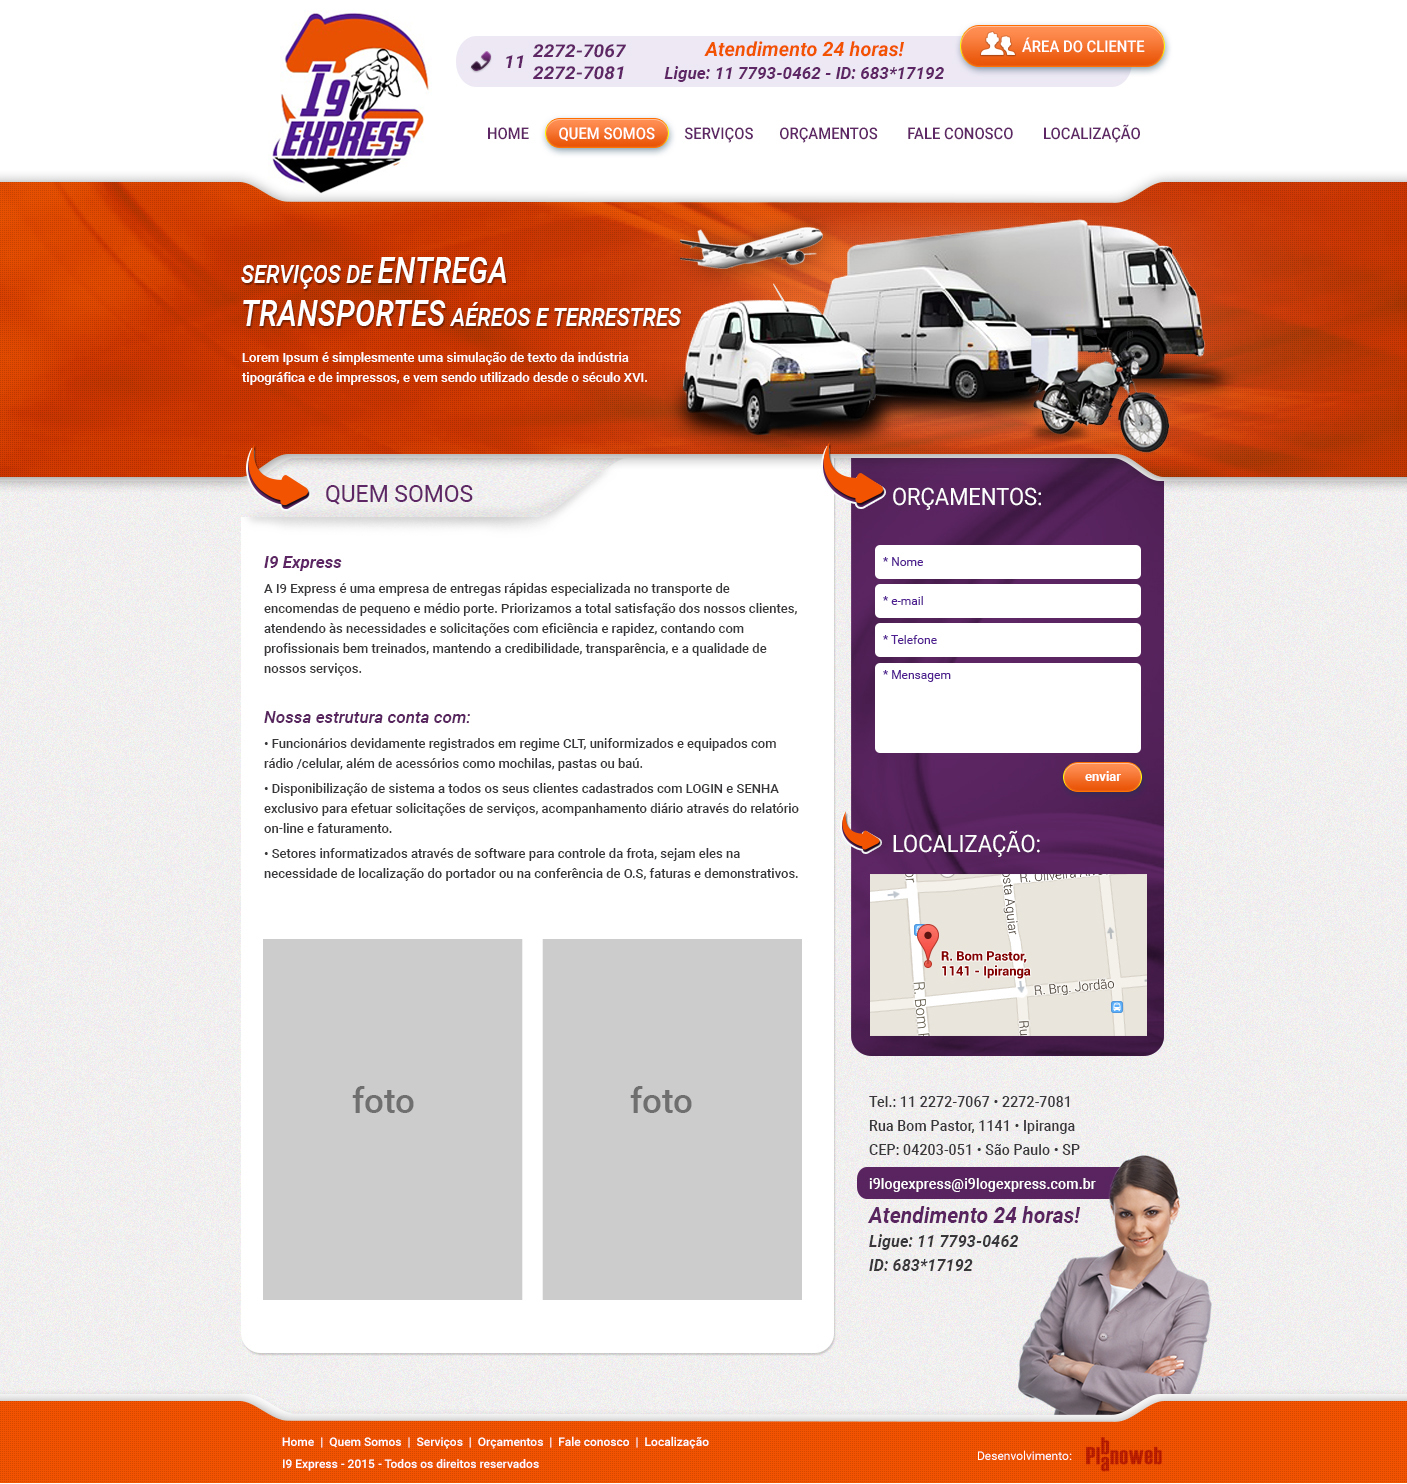 I9
EXPRESS
11 2272-7067
2272-7081
Atendimento 24 horas!
Ligue: 11 7793-0462 - ID: 683*17192
ÁREA DO CLIENTE
HOME QUEM SOMOS SERVIÇOS ORÇAMENTOS FALE CONOSCO LOCALIZAÇÃO
SERVIÇOS DE ENTREGA
TRANSPORTES AÉREOS E TERRESTRES
Lorem Ipsum é simplesmente uma simulação de texto da indústria
tipográfica e de impressos, e vem sendo utilizado desde o século XVI.
QUEM SOMOS
I9 Express
A I9 Express é uma empresa de entregas rápidas especializada no transporte de
encomendas de pequeno e médio porte. Priorizamos a total satisfação dos nossos clientes,
atendendo às necessidades e solicitações com eficiência e rapidez, contando com
profissionais bem treinados, mantendo a credibilidade, transparência, e a qualidade de
nossos serviços.
Nossa estrutura conta com:
• Funcionários devidamente registrados em regime CLT, uniformizados e equipados com
rádio /celular, além de acessórios como mochilas, pastas ou baú.
• Disponibilização de sistema a todos os seus clientes cadastrados com LOGIN e SENHA
exclusivo para efetuar solicitações de serviços, acompanhamento diário através do relatório
on-line e faturamento.
• Setores informatizados através de software para controle da frota, sejam eles na
necessidade de localização do portador ou na conferência de O.S, faturas e demonstrativos.
foto
foto
ORÇAMENTOS:
* Nome
* e-mail
* Telefone
* Mensagem
enviar
LOCALIZAÇÃO:
R. Oliveira
osta Aguiar
R. Bom Pastor,
1141 - Ipiranga
R. Brg. Jordão
R. Bom
Ru
Tel.: 11 2272-7067 • 2272-7081
Rua Bom Pastor, 1141 • Ipiranga
CEP: 04203-051 • São Paulo • SP
i9logexpress@i9logexpress.com.br
Atendimento 24 horas!
Ligue: 11 7793-0462
ID: 683*17192
Home | Quem Somos | Serviços | Orçamentos | Fale conosco | Localização
I9 Express - 2015 - Todos os direitos reservados
Desenvolvimento:
Planoweb